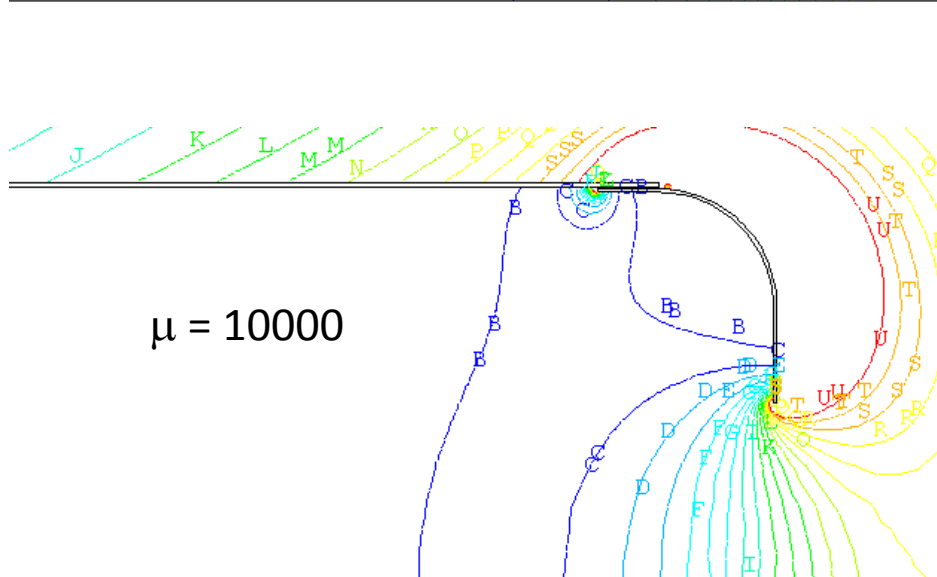 K L M Q S S S
J M N P T Q
S S
C C B
B C U T
U
T
B B B
μ = 10000
B U
B C S
D D E
D E T S
U U T
T S R
D F G R R
C K Q
C
F
D
F
I